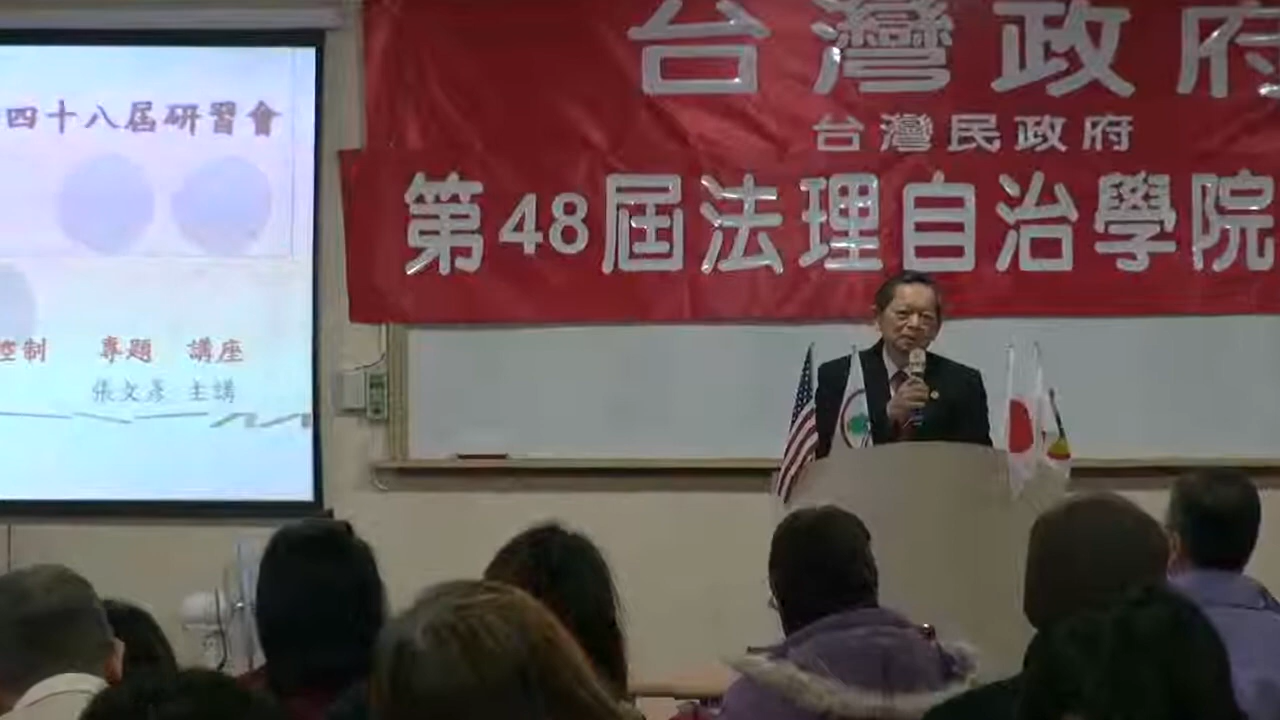 四十八屆研習會
控制 專題 講座
張文彥 主講
台灣政府
台灣民政府
第48屆法理自治學院